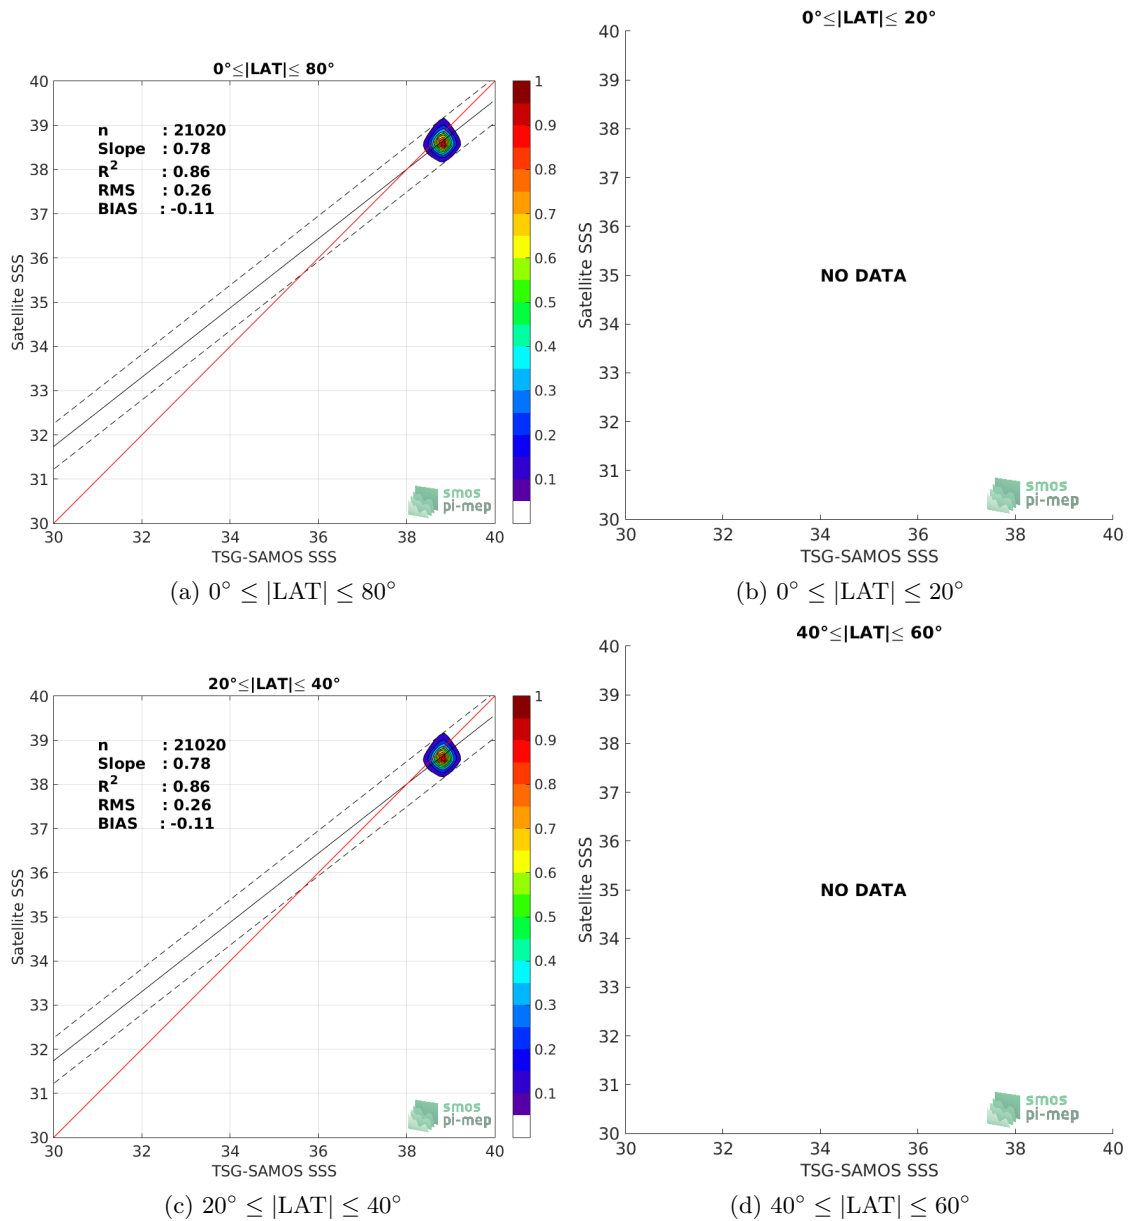 0°≤|LAT|≤ 80°
40
39
38
37
36
35
34
33
32
31
30
Satellite SSS
n : 21020
Slope : 0.78
R2 : 0.86
RMS : 0.26
BIAS : -0.11
smos
pi-mep
30 32 34 36 38 40
TSG-SAMOS SSS
1
0.9
0.8
0.7
0.6
0.5
0.4
0.3
0.2
0.1
(a) 0° ≤ |LAT| ≤ 80°
0°≤|LAT|≤ 20°
40
39
38
37
36
35
34
33
32
31
30
Satellite SSS
NO DATA
smos
pi-mep
30 32 34 36 38 40
TSG-SAMOS SSS
(b) 0° ≤ |LAT| ≤ 20°
20°≤|LAT|≤ 40°
40
39
38
37
36
35
34
33
32
31
30
Satellite SSS
n : 21020
Slope : 0.78
R2 : 0.86
RMS : 0.26
BIAS : -0.11
smos
pi-mep
30 32 34 36 38 40
TSG-SAMOS SSS
1
0.9
0.8
0.7
0.6
0.5
0.4
0.3
0.2
0.1
(c) 20° ≤ |LAT| ≤ 40°
40°≤|LAT|≤ 60°
40
39
38
37
36
35
34
33
32
31
30
Satellite SSS
NO DATA
smos
pi-mep
30 32 34 36 38 40
TSG-SAMOS SSS
(d) 40° ≤ |LAT| ≤ 60°